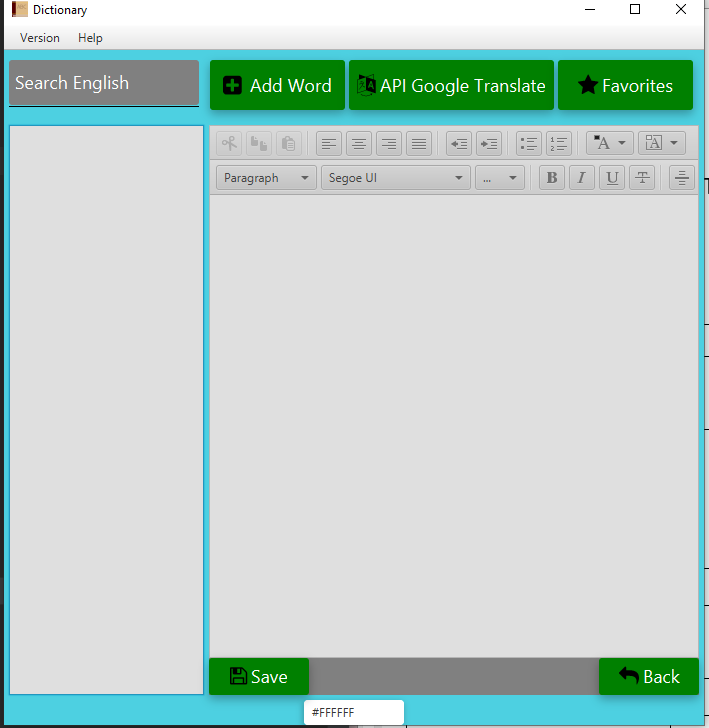 Dictionary
Version Help
Search English
Add Word API Google Translate Favorites
A A
Paragraph Segoe UI ... B I U T
Save Back
#FFFFFF